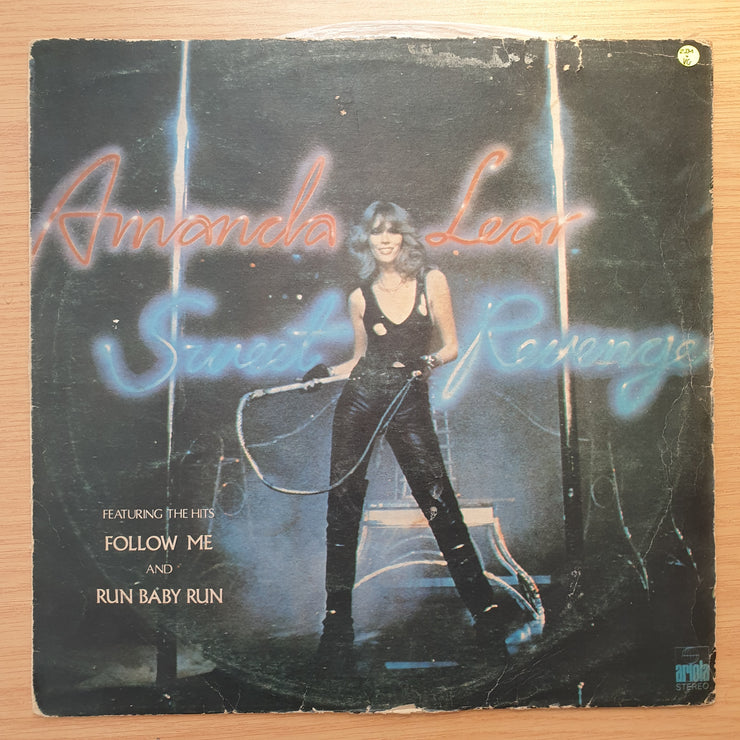 Amanda Lear
Sweet Revenge
FEATURING THE HITS
FOLLOW ME
AND
RUN BABY RUN
ariola
STEREO